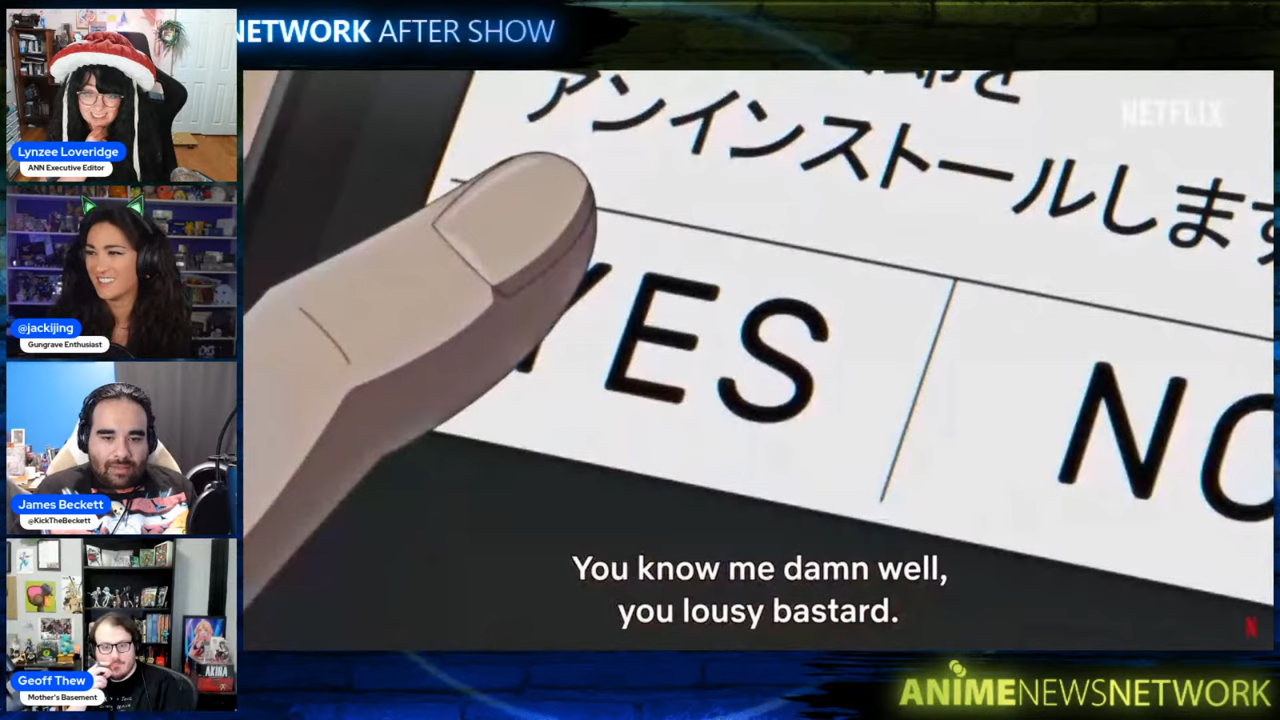 NETWORK AFTER SHOW
Lynzee Loveridge
ANN Executive Editor
@jackijing
Gungrave Enthusiast
James Beckett
@KickTheBeckett
Geoff Thew
Mother's Basement
AKIRA
NETFLIX
アンインストールします
YES
NO
You know me damn well,
you lousy bastard.
N
ANIMENEWSNETWORK